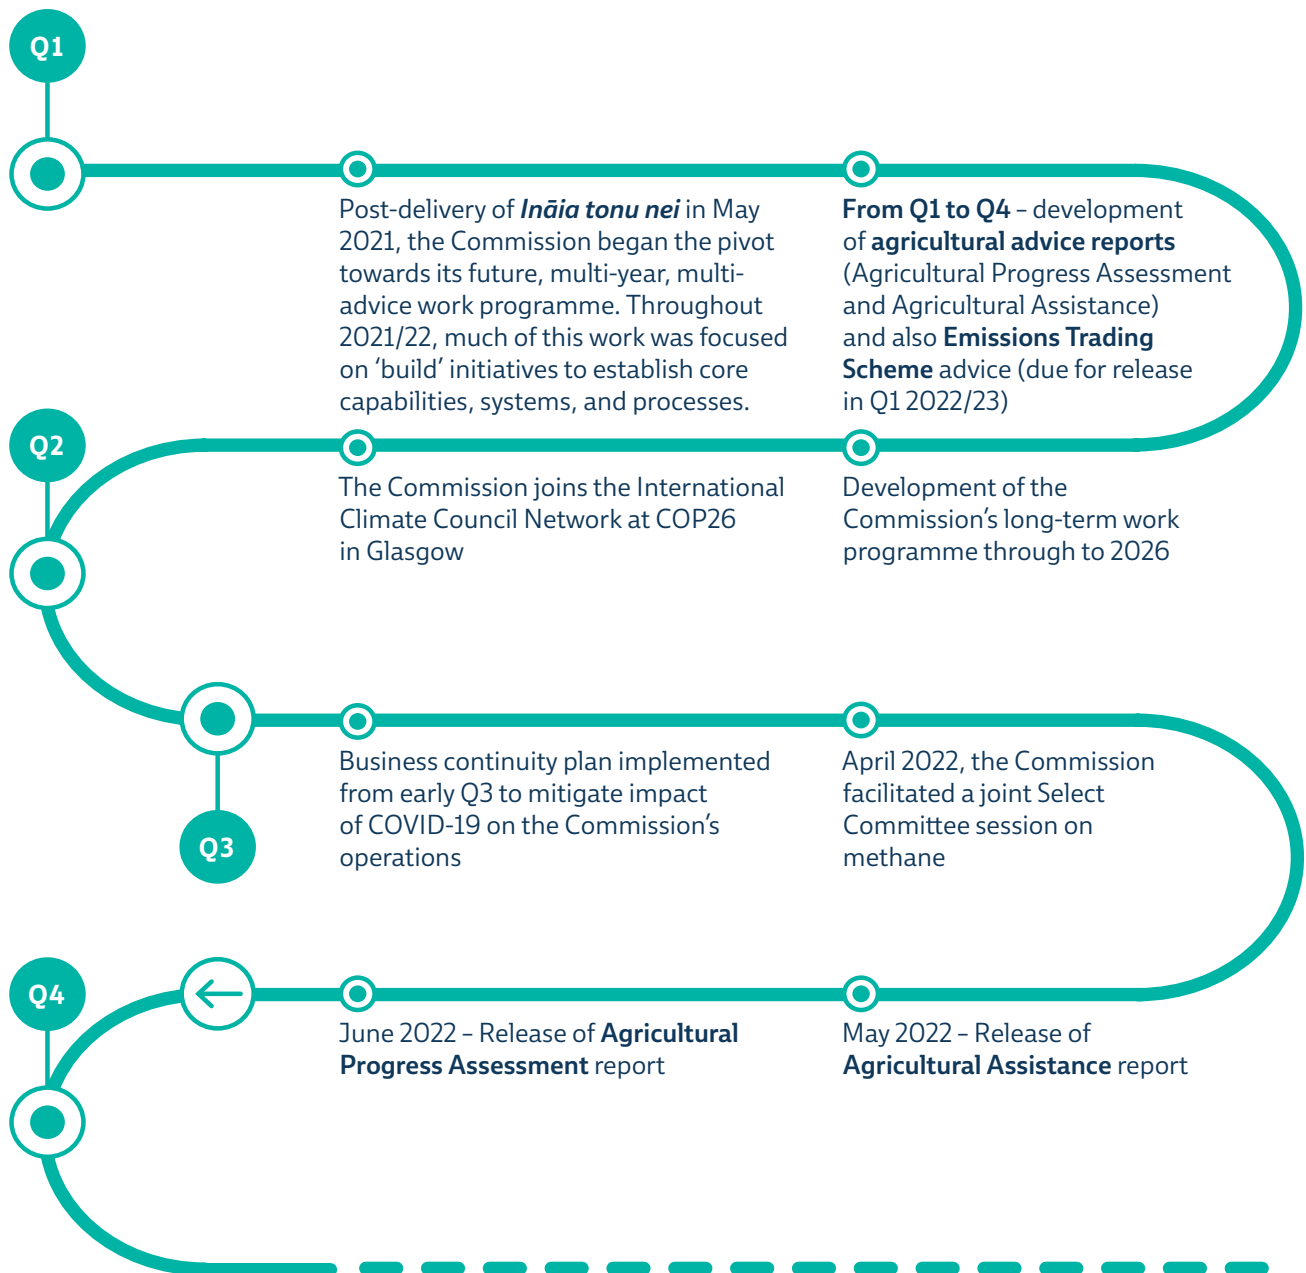 Q1
Post-delivery of Ināia tonu nei in May
2021, the Commission began the pivot
towards its future, multi-year, multi-
advice work programme. Throughout
2021/22, much of this work was focused
on ‘build’ initiatives to establish core
capabilities, systems, and processes.
From Q1 to Q4 – development
of agricultural advice reports
(Agricultural Progress Assessment
and Agricultural Assistance)
and also Emissions Trading
Scheme advice (due for release
in Q1 2022/23)
Q2
The Commission joins the International
Climate Council Network at COP26
in Glasgow
Development of the
Commission’s long-term work
programme through to 2026
Q3
Business continuity plan implemented
from early Q3 to mitigate impact
of COVID-19 on the Commission’s
operations
April 2022, the Commission
facilitated a joint Select
Committee session on
methane
Q4
June 2022 – Release of Agricultural
Progress Assessment report
May 2022 – Release of
Agricultural Assistance report